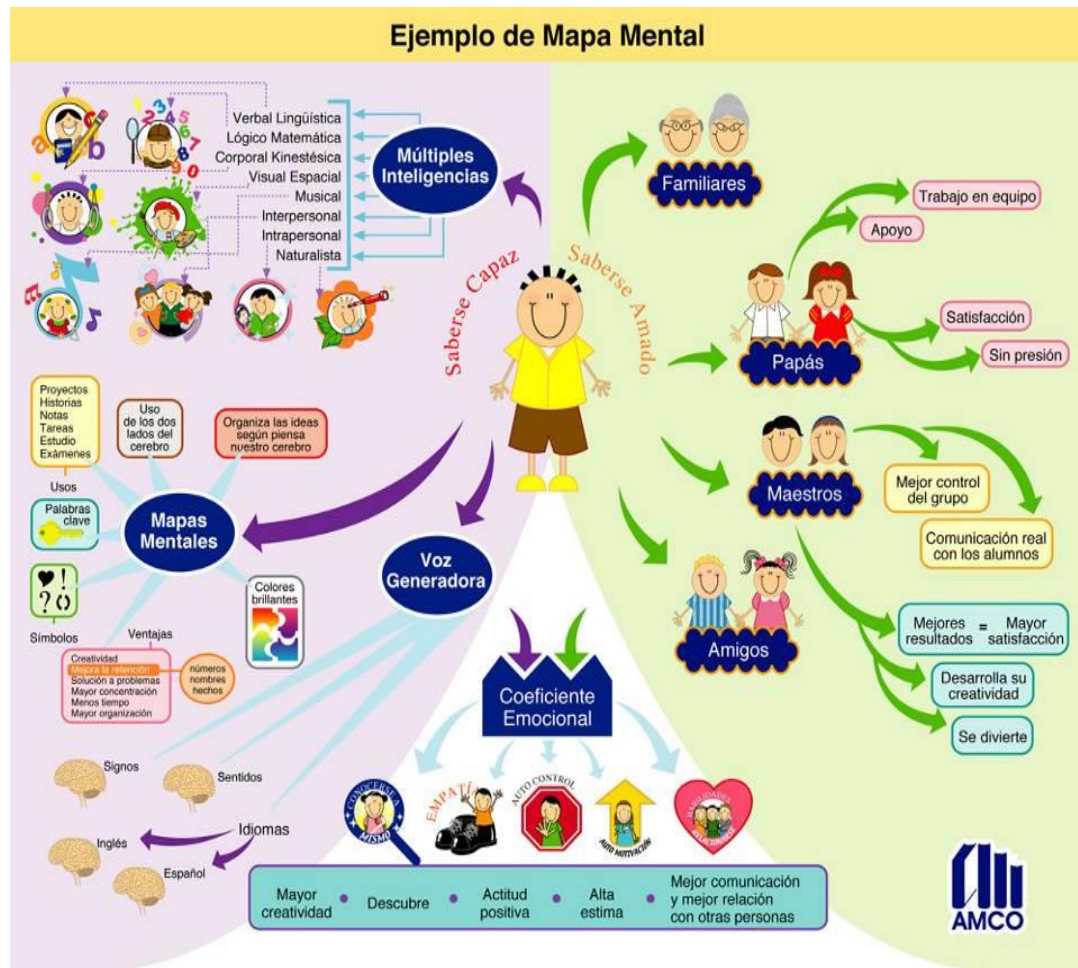 Ejemplo de Mapa Mental
Verbal Lingüística
Lógico Matemática
Corporal Kinestésica
Visual Espacial
Musical
Interpersonal
Intrapersonal
Naturalista
Múltiples
Inteligencias
Saberse Capaz
Saberse Amado
Familiares
Trabajo en equipo
Apoyo
Satisfacción
Sin presión
Papás
Maestros
Mejor control
del grupo
Comunicación real
con los alumnos
Amigos
Mejores = Mayor
resultados satisfacción
Desarrolla su
creatividad
Se divierte
Proyectos
Historias
Notas
Tareas
Estudio
Exámenes
Usos
Uso
de los dos
lados del
cerebro
Organiza las ideas
según piensa
nuestro cerebro
Palabras
clave
Mapas
Mentales
Símbolos
Colores
brillantes
Ventajas
Creatividad
Mejora la retención
Solución a problemas
Mayor concentración
Menos tiempo
Mayor organización
números
nombres
hechos
Voz
Generadora
Signos
Sentidos
Idiomas
Inglés
Español
Coeficiente
Emocional
CONOCERSE A
MISMO
EMPATÍA
AUTO CONTROL
AUTO MOTIVACIÓN
HABILIDADES
RELACIONARSE
Mayor
creatividad
• Descubre •
Actitud
positiva
•
Alta
estima
•
Mejor comunicación
y mejor relación
con otras personas
AMCO